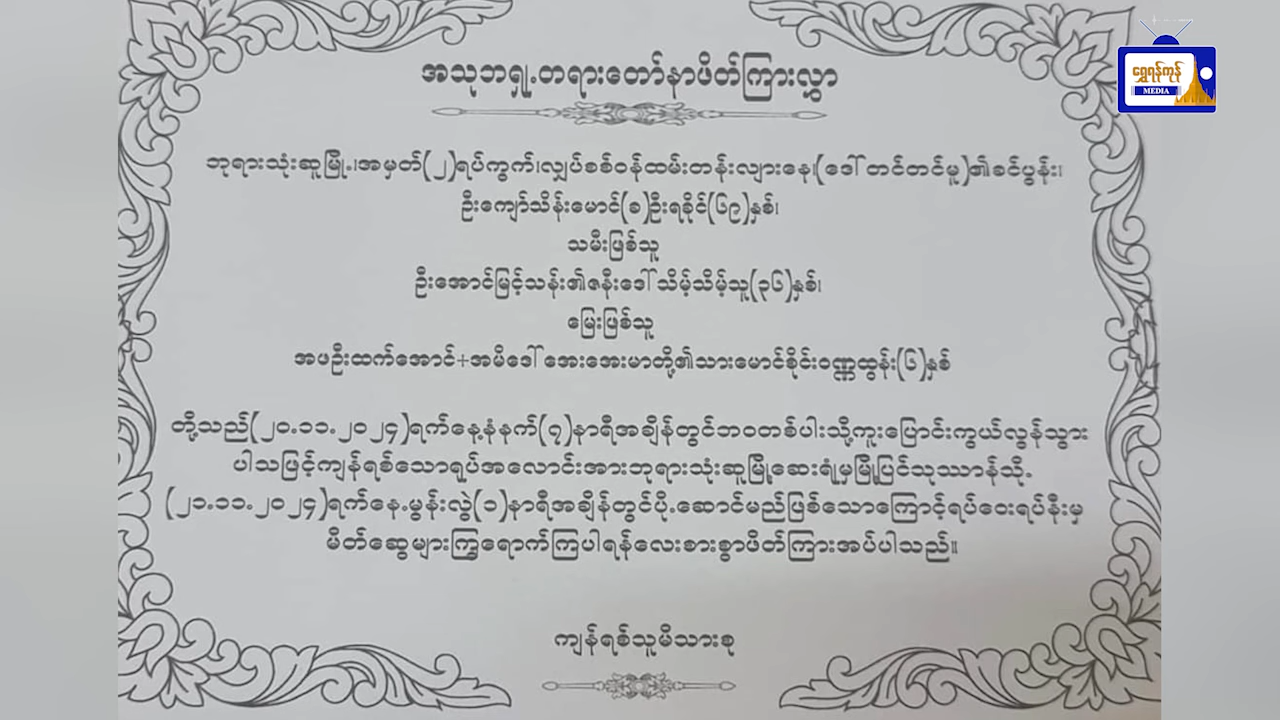 အသုဘရှု့တရားတော်နာဖိတ်ကြားလွှာ
ရွှေရန်ကုန်
MEDIA
ဘုရားသုံးဆူမြို့၊အမှတ်(၂)ရပ်ကွက်၊လျှပ်စစ်ဝန်ထမ်းတန်းလျားနေ၊(ဒေါ်တင်တင်မူ)၏ခင်ပွန်း၊
ဦးကျော်သိန်းမောင်(ခ)ဦးရခိုင်(၆၉)နှစ်၊
သမီးဖြစ်သူ
ဦးအောင်မြင့်သန်း၏ဇနီးဒေါ်သိမ့်သိမ့်သူ(၃၆)နှစ်၊
မြေးဖြစ်သူ
အဖဦးထက်အောင်+အမိဒေါ်အေးအေးမာတို့၏သားမောင်စိုင်းဝဏ္ဏထွန်း(၆)နှစ်
တို့သည်(၂၀.၁၁.၂၀၂၄)ရက်နေ့နံနက်(၇)နာရီအချိန်တွင်ဘဝတစ်ပါးသို့ကူးပြောင်းကွယ်လွန်သွား
ပါသဖြင့်ကျန်ရစ်သောရုပ်အလောင်းအားဘုရားသုံးဆူမြို့ဆေးရုံမှမြို့ပြင်သုဿာန်သို့
(၂၁.၁၁.၂၀၂၄)ရက်နေ့မွန်းလွဲ(၁)နာရီအချိန်တွင်ပို့ဆောင်မည်ဖြစ်သောကြောင့်ရပ်ဝေးရပ်နီးမှ
မိတ်ဆွေများကြွရောက်ကြပါရန်လေးစားစွာဖိတ်ကြားအပ်ပါသည်။
ကျန်ရစ်သူမိသားစု